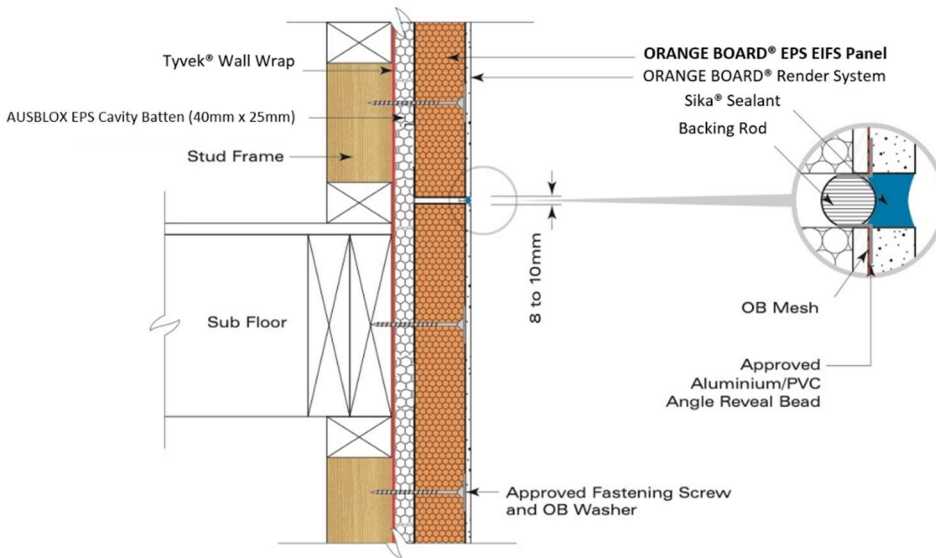 ORANGE BOARD® EPS EIFS Panel
Tyvek® Wall Wrap
ORANGE BOARD® Render System
Sika® Sealant
AUSBLOX EPS Cavity Batten (40mm x 25mm)
Backing Rod
Stud Frame
8 to 10mm
OB Mesh
Sub Floor
Approved
Aluminium/PVC
Angle Reveal Bead
Approved Fastening Screw
and OB Washer